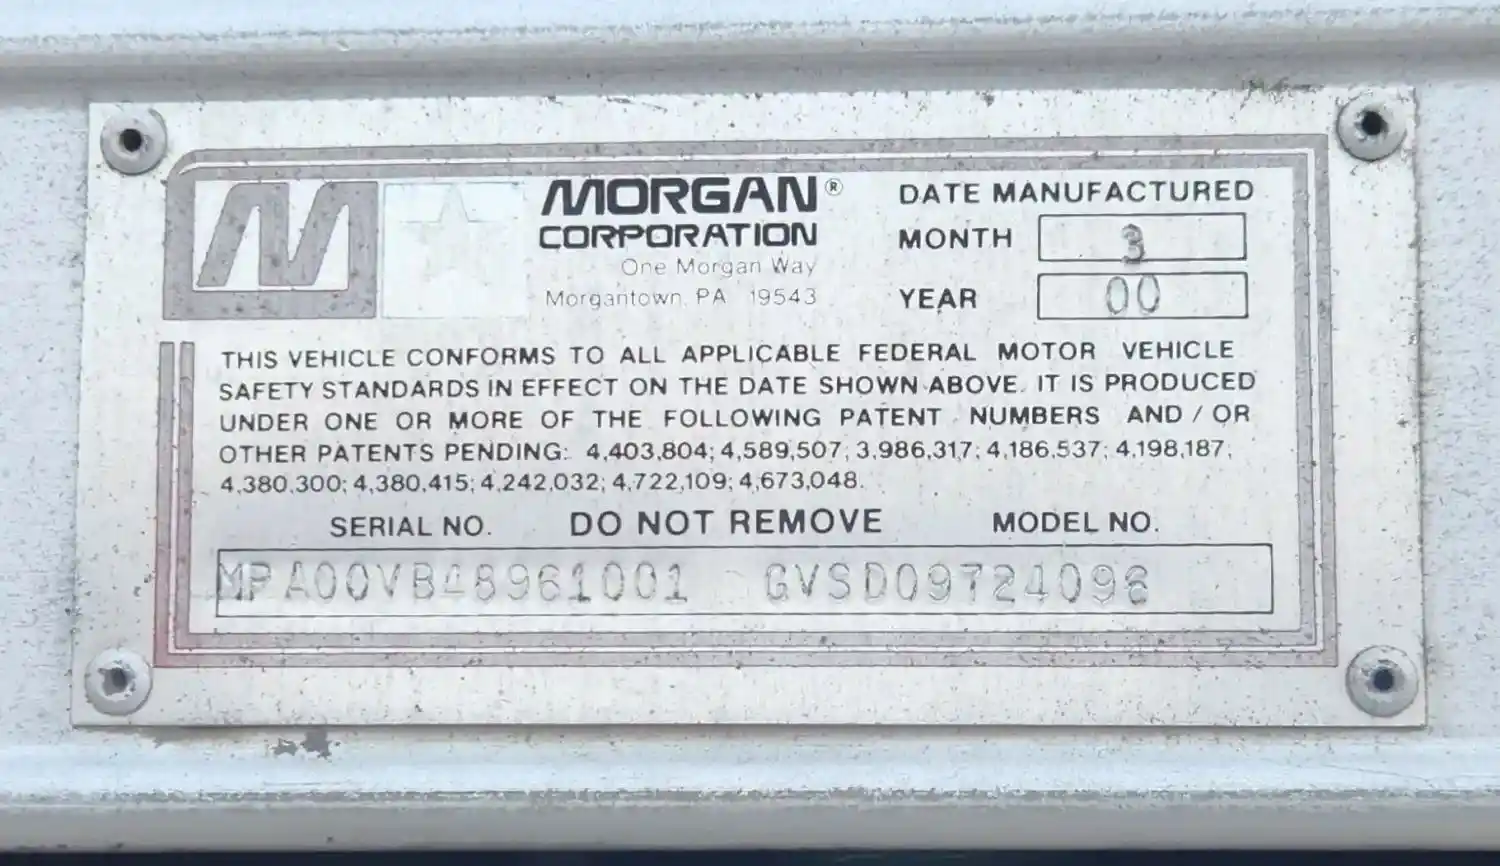 MORGAN®
CORPORATION
One Morgan Way
Morgantown, PA 19543
DATE MANUFACTURED
MONTH 3
YEAR 00
THIS VEHICLE CONFORMS TO ALL APPLICABLE FEDERAL MOTOR VEHICLE
SAFETY STANDARDS IN EFFECT ON THE DATE SHOWN ABOVE. IT IS PRODUCED
UNDER ONE OR MORE OF THE FOLLOWING PATENT NUMBERS AND / OR
OTHER PATENTS PENDING: 4,403,804; 4,589,507; 3,986,317; 4,186,537; 4,198,187;
4,380,300; 4,380,415; 4,242,032; 4,722,109; 4,673,048.
SERIAL NO. DO NOT REMOVE MODEL NO.
MPA00VB48961001 GVSD09724096